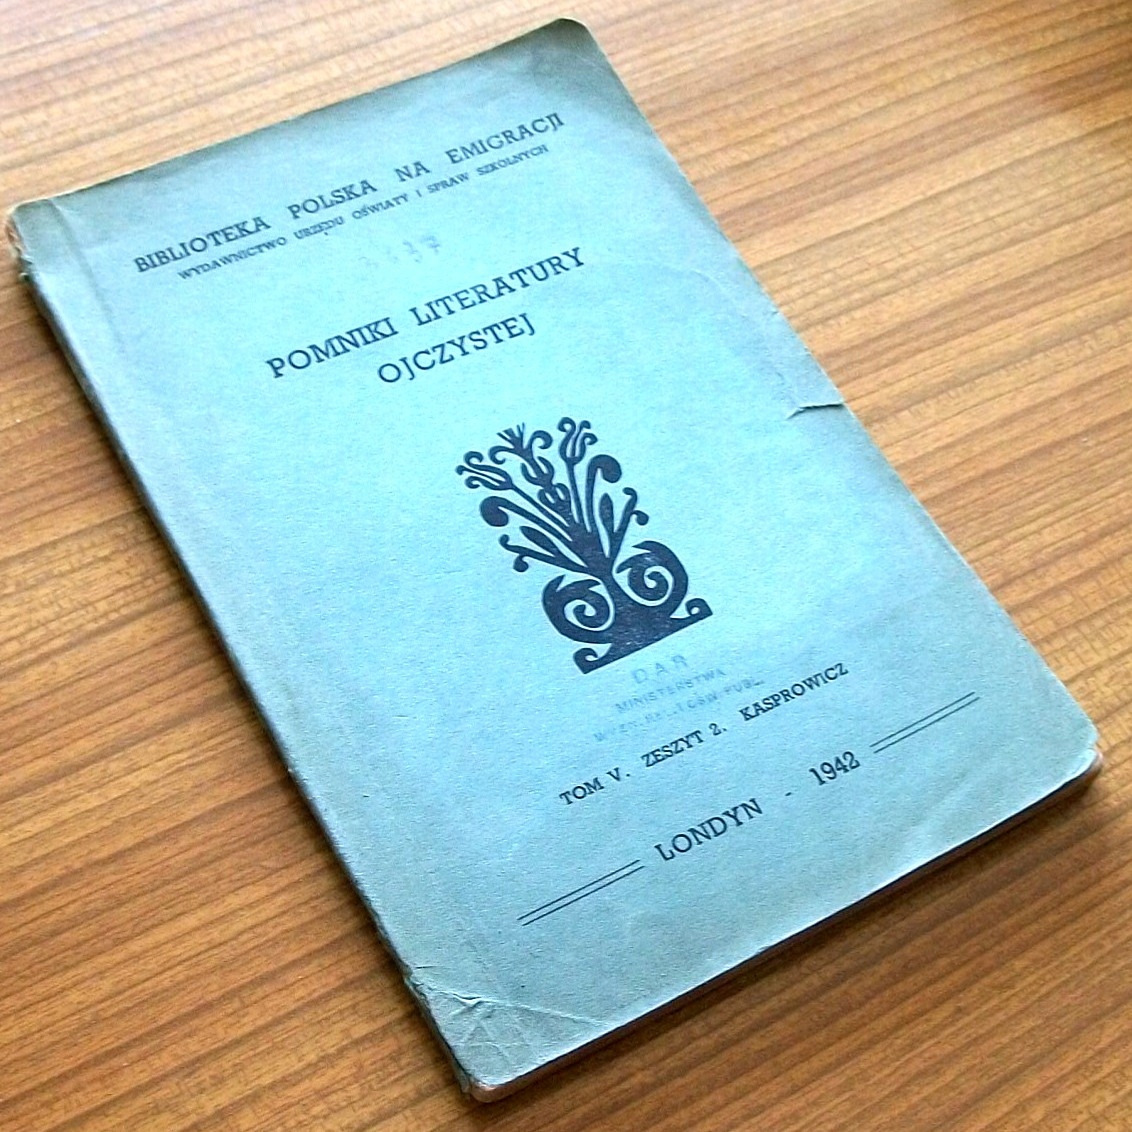 BIBLIOTEKA POLSKA NA EMIGRACJI
WYDAWNICTWO URZĘDU OŚWIATY I SPRAW SZKOLNYCH
POMNIKI LITERATURY
OJCZYSTEJ
DAR
MINISTERSTWA
TOM V. ZESZYT 2. KASPROWICZ
LONDYN - 1942